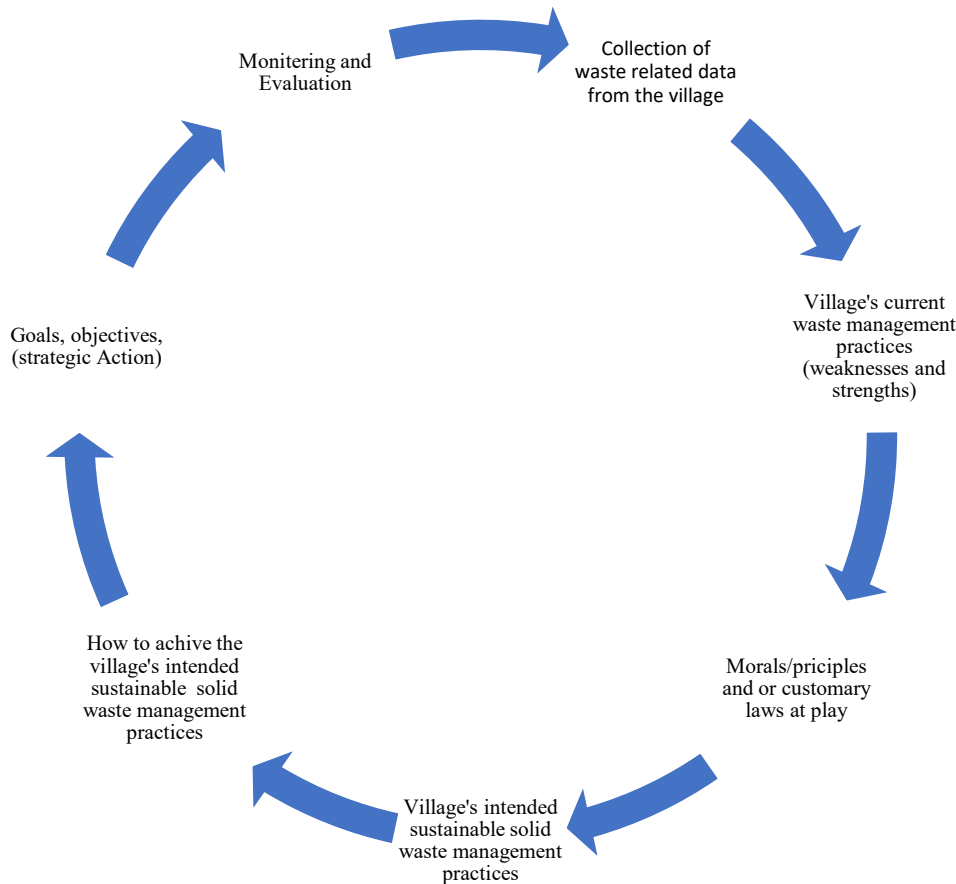 Monitering and
Evaluation
Collection of
waste related data
from the village
Village's current
waste management
practices
(weaknesses and
strengths)
Morals/priciples
and or customary
laws at play
Village's intended
sustainable solid
waste management
practices
How to achive the
village's intended
sustainable solid
waste management
practices
Goals, objectives,
(strategic Action)